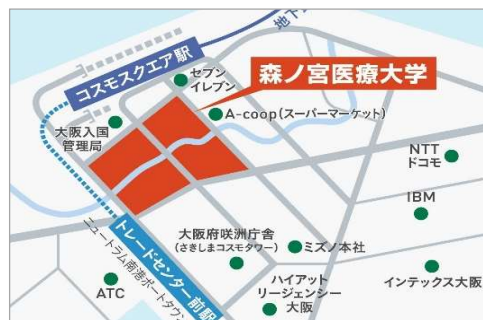 地下
コスモスクエア駅
セブン
イレブン
森ノ宮医療大学
A-coop(スーパーマーケット)
大阪入国
管理局
NTT
ドコモ
IBM
大阪府咲洲庁舎
(さきしまコスモタワー)
ミズノ本社
トレードセンター前駅
ニュートラム南港ポートタウン
ATC
ハイアット
リージェンシー
大阪
インテックス大阪